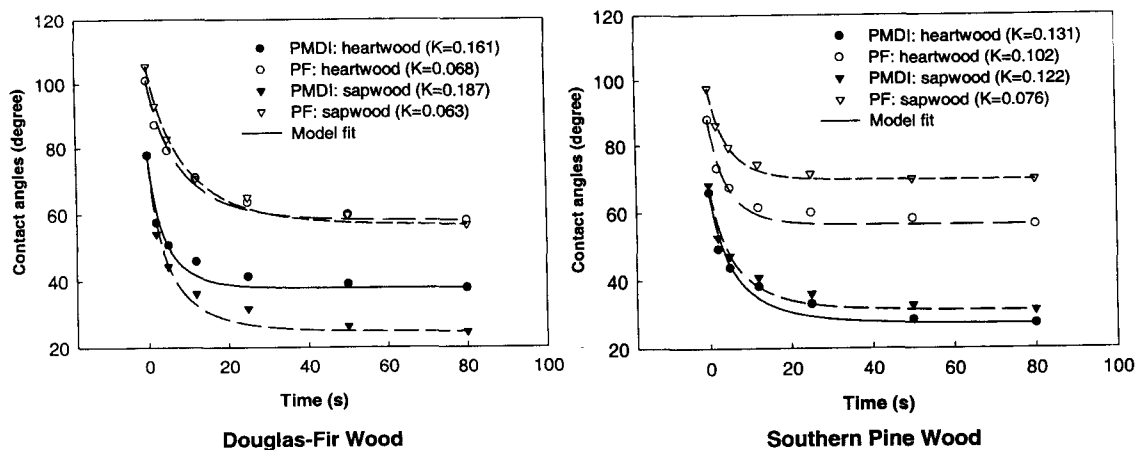 120
100
80
60
40
20
Contact angles (degree)
PMDI: heartwood (K=0.161)
PF: heartwood (K=0.068)
PMDI: sapwood (K=0.187)
PF: sapwood (K=0.063)
Model fit
0 20 40 60 80 100
Time (s)
Douglas-Fir Wood
120
100
80
60
40
20
Contact angles (degree)
PMDI: heartwood (K=0.131)
PF: heartwood (K=0.102)
PMDI: sapwood (K=0.122)
PF: sapwood (K=0.076)
Model fit
0 20 40 60 80 100
Time (s)
Southern Pine Wood